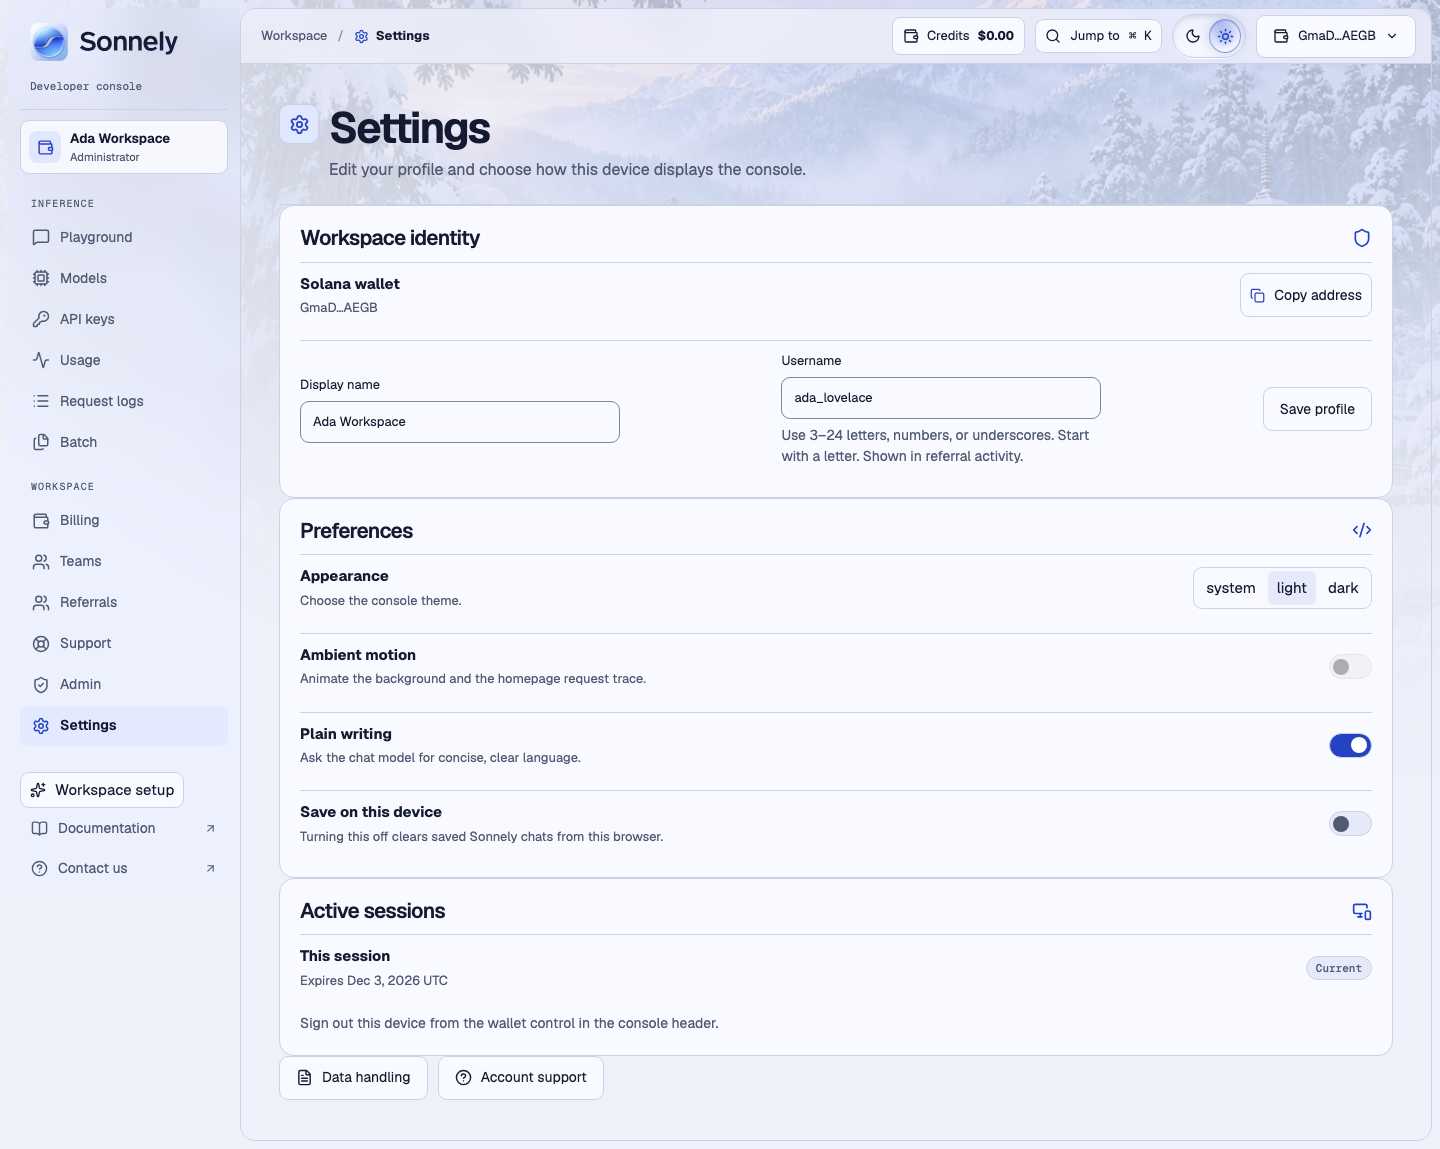 Sonnely
Developer console
Ada Workspace
Administrator
INFERENCE
Playground
Models
API keys
Usage
Request logs
Batch
WORKSPACE
Billing
Teams
Referrals
Support
Admin
Settings
Workspace setup
Documentation
Contact us
Workspace / Settings
Credits $0.00
Jump to ⌘ K
GmaD…AEGB
Settings
Edit your profile and choose how this device displays the console.
Workspace identity
Solana wallet
GmaD…AEGB
Copy address
Display name
Ada Workspace
Username
ada_lovelace
Use 3–24 letters, numbers, or underscores. Start
with a letter. Shown in referral activity.
Save profile
Preferences
Appearance
Choose the console theme.
system light dark
Ambient motion
Animate the background and the homepage request trace.
Plain writing
Ask the chat model for concise, clear language.
Save on this device
Turning this off clears saved Sonnely chats from this browser.
Active sessions
This session
Expires Dec 3, 2026 UTC
Current
Sign out this device from the wallet control in the console header.
Data handling
Account support